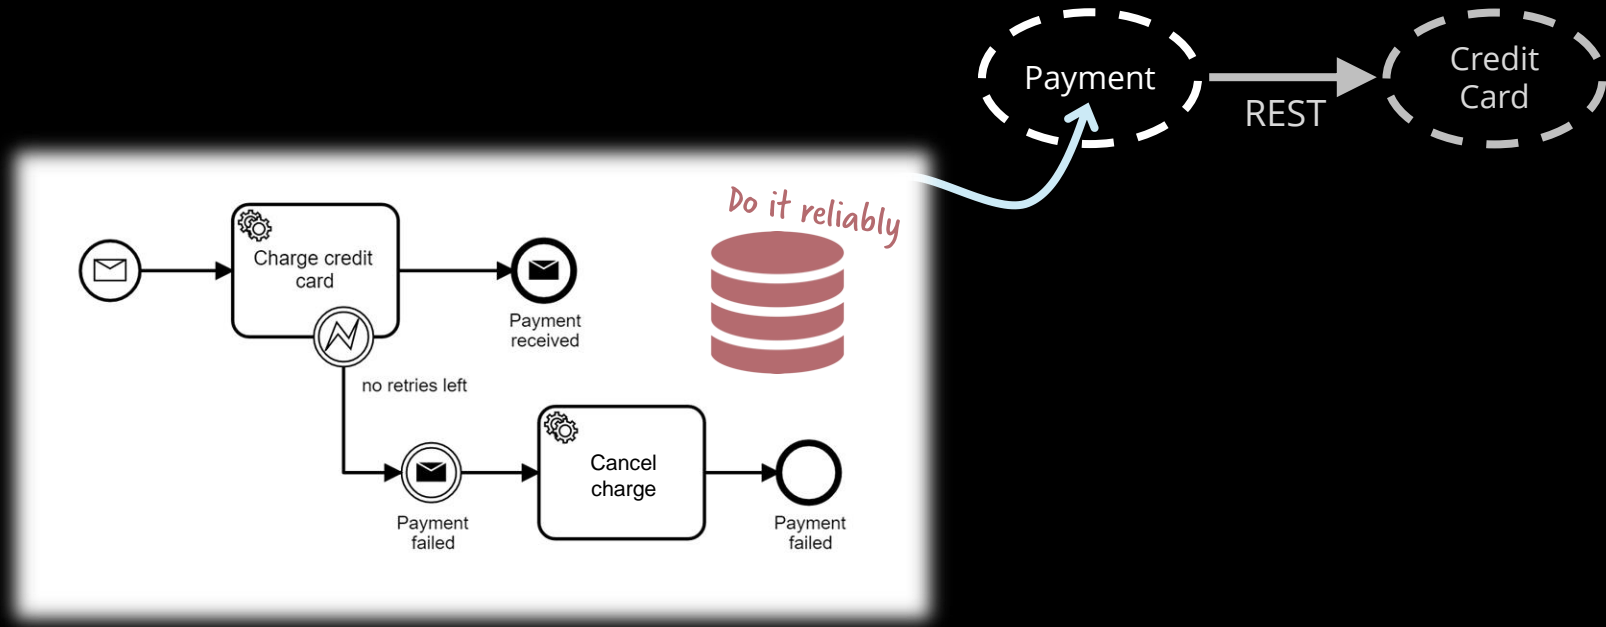 Payment
REST
Credit
Card
Do it reliably
Charge credit
card
Payment
received
no retries left
Cancel
charge
Payment
failed
Payment
failed